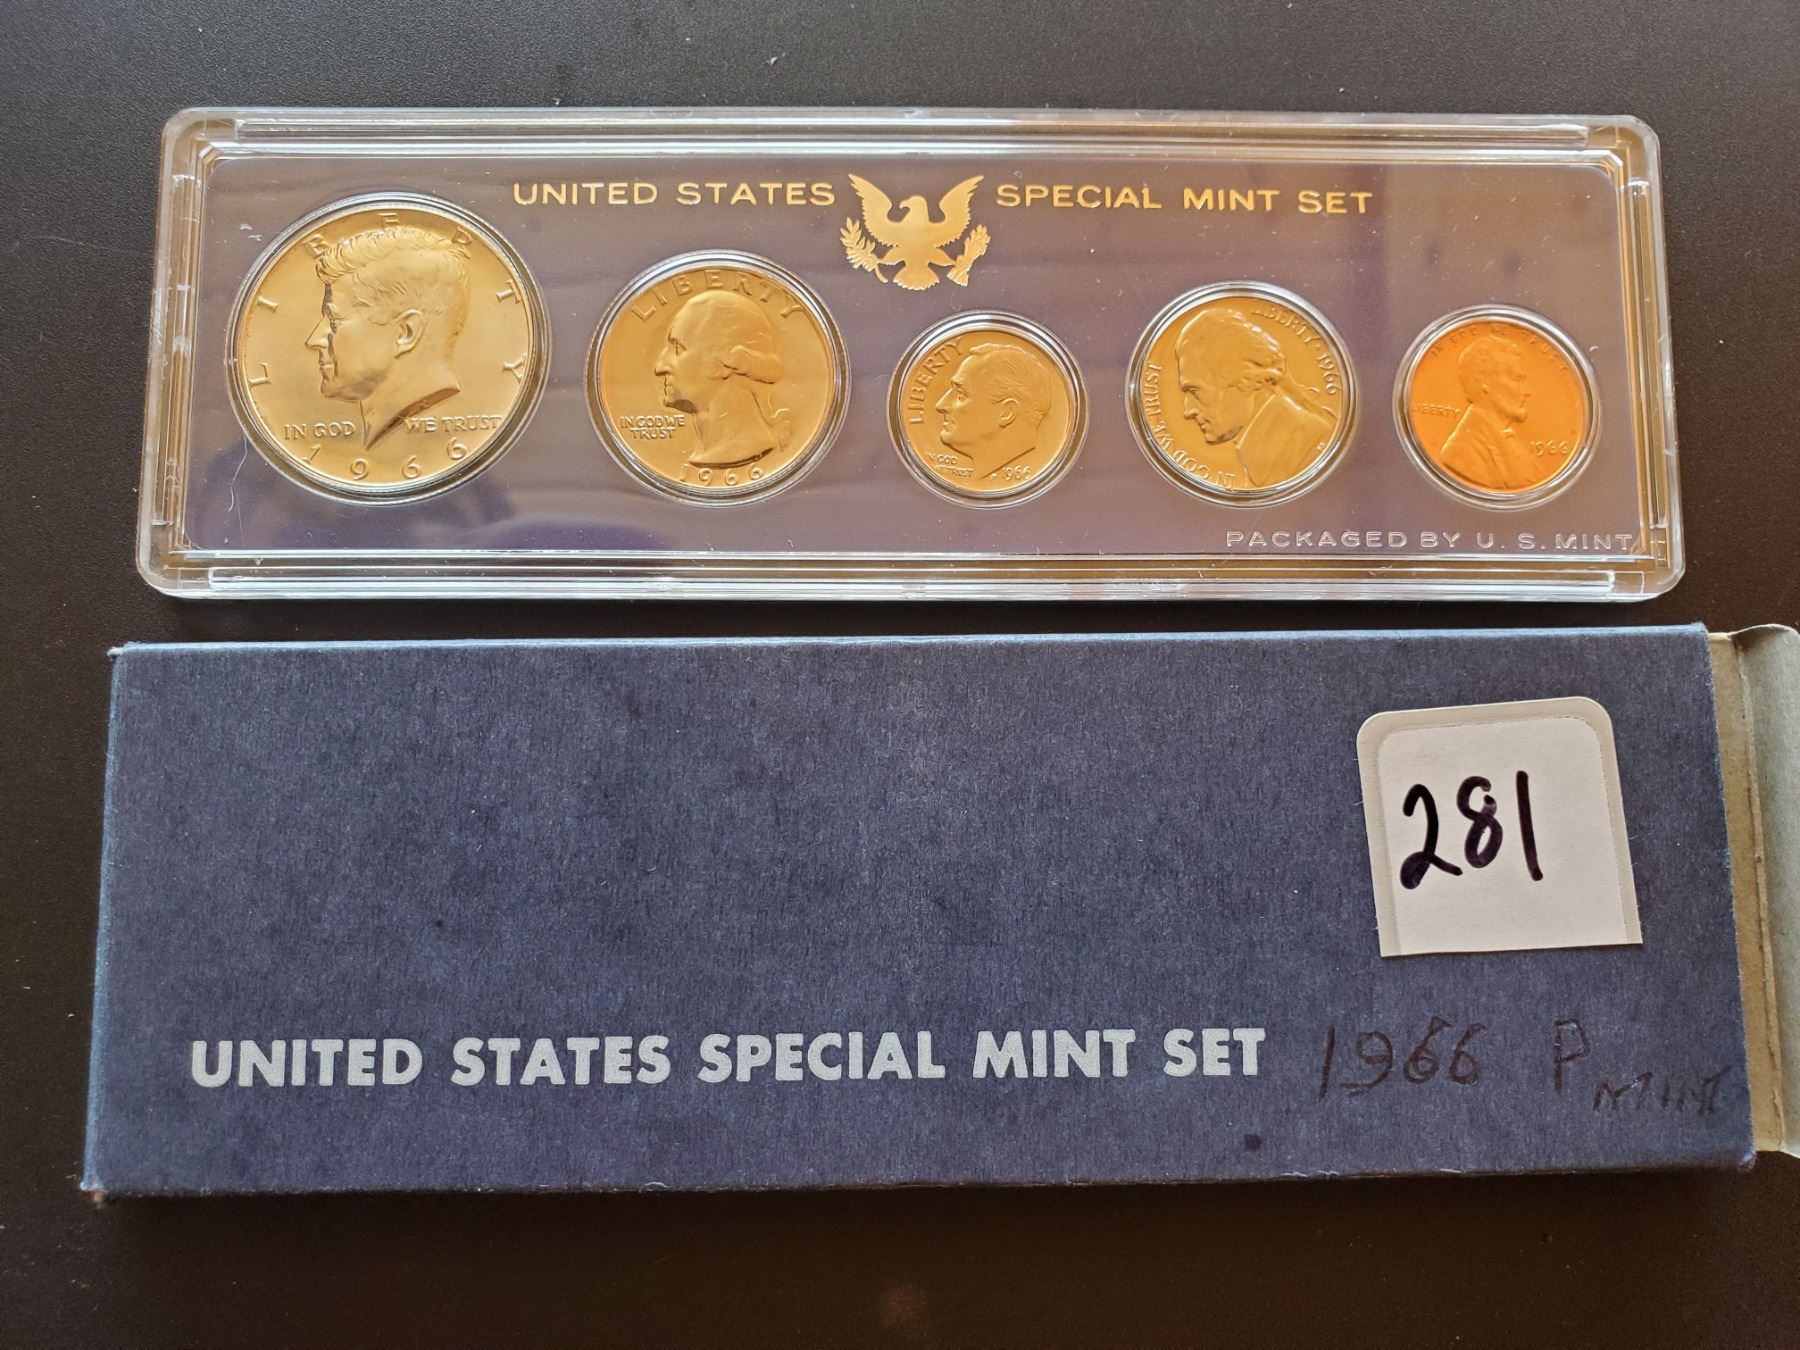 UNITED STATES SPECIAL MINT SET
LIBERTY
IN GOD WE TRUST
1966
LIBERTY
IN GOD WE
TRUST
1966
LIBERTY
IN GOD
WE TRUST
1966
IN GOD WE TRUST
LIBERTY · 1966
IN GOD WE TRUST
LIBERTY
1966
PACKAGED BY U. S. MINT
281
UNITED STATES SPECIAL MINT SET 1966 P
MINT